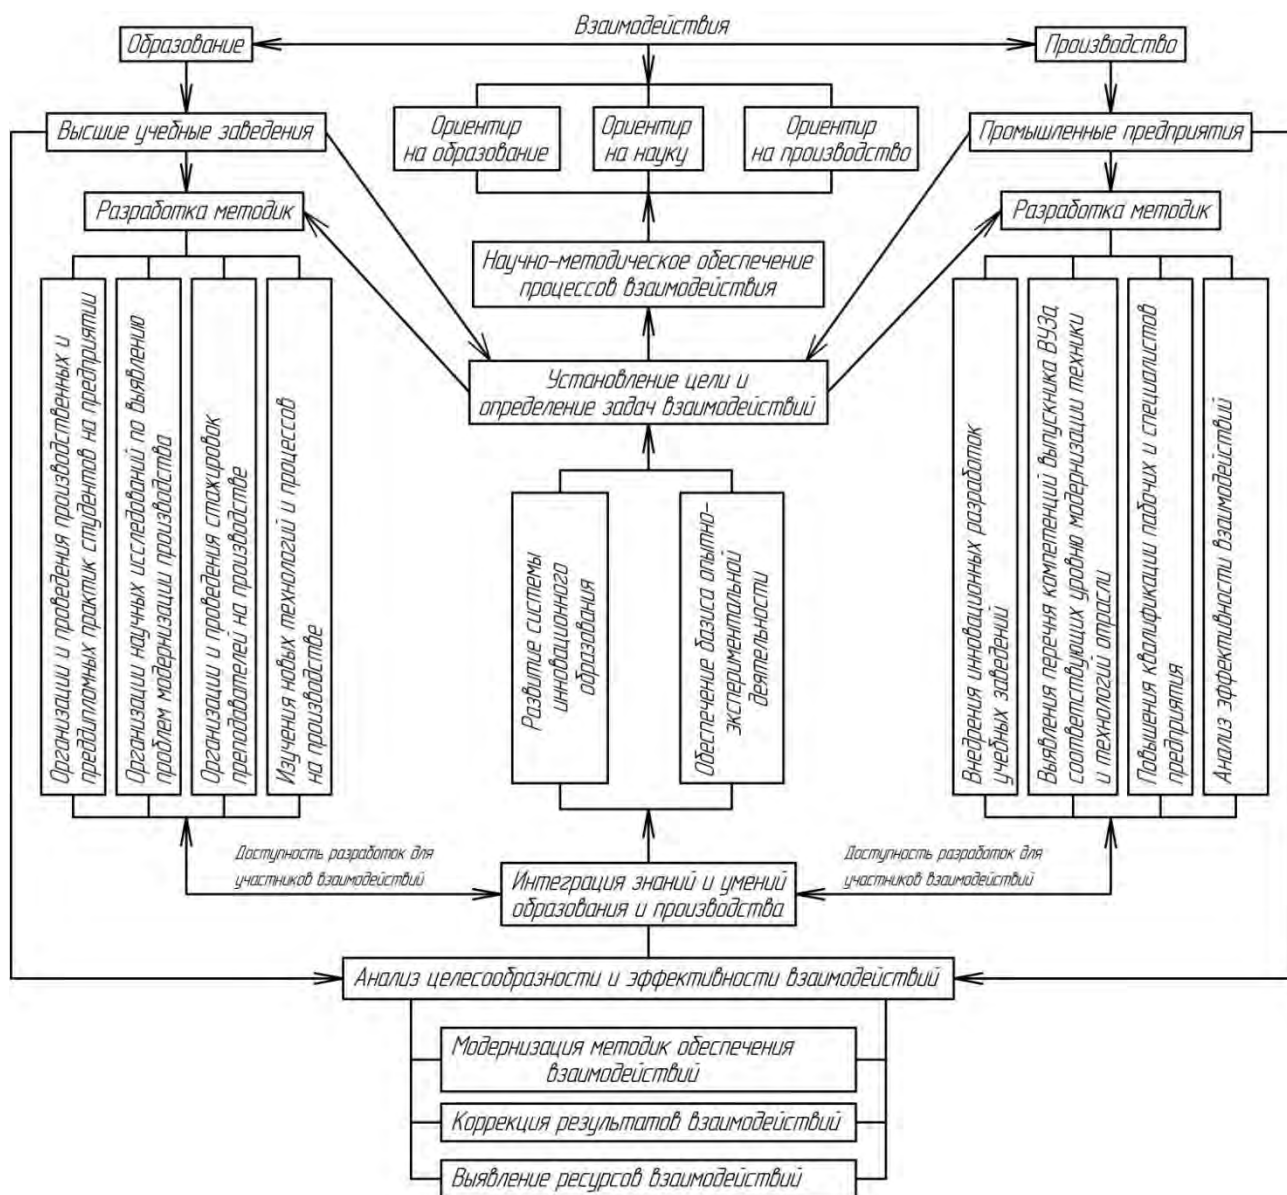 Взаимодействия
Образование
Производство
Высшие учебные заведения
Ориентир
на образование
Ориентир
на науку
Ориентир
на производство
Промышленные предприятия
Разработка методик
Разработка методик
Научно-методическое обеспечение
процессов взаимодействия
Установление цели и
определение задач взаимодействий
Организации и проведения производственных и
преддипломных практик студентов на предприятии
Организации научных исследований по выявлению
проблем модернизации производства
Организации и проведения стажировок
преподавателей на производстве
Изучения новых технологий и процессов
на производстве
Развитие системы
инновационного
образования
Обеспечение базиса опытно-
экспериментальной
деятельности
Внедрения инновационных разработок
учебных заведений
Выявления перечня компетенций выпускника ВУЗа,
соответствующих уровню модернизации техники
и технологий отрасли
Повышения квалификации рабочих и специалистов
предприятия
Анализ эффективности взаимодействий
Доступность разработок для
участников взаимодействий
Доступность разработок для
участников взаимодействий
Интеграция знаний и умений
образования и производства
Анализ целесообразности и эффективности взаимодействий
Модернизация методик обеспечения
взаимодействий
Коррекция результатов взаимодействий
Выявление ресурсов взаимодействий